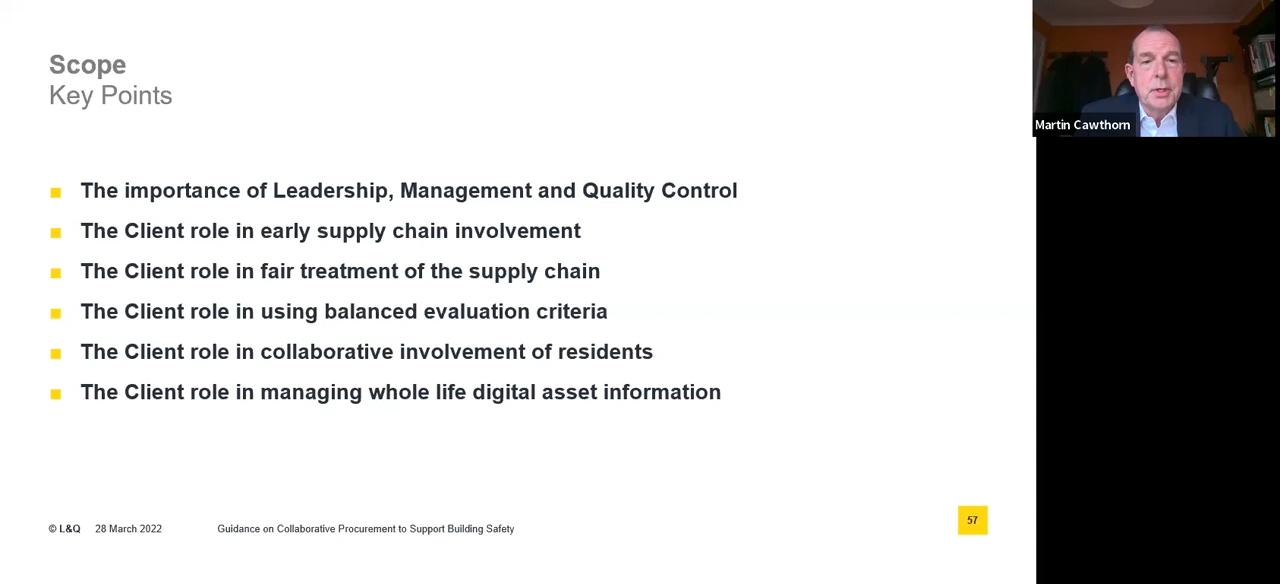 Scope
Key Points
The importance of Leadership, Management and Quality Control
The Client role in early supply chain involvement
The Client role in fair treatment of the supply chain
The Client role in using balanced evaluation criteria
The Client role in collaborative involvement of residents
The Client role in managing whole life digital asset information
© L&Q 28 March 2022 Guidance on Collaborative Procurement to Support Building Safety
57
Martin Cawthorn